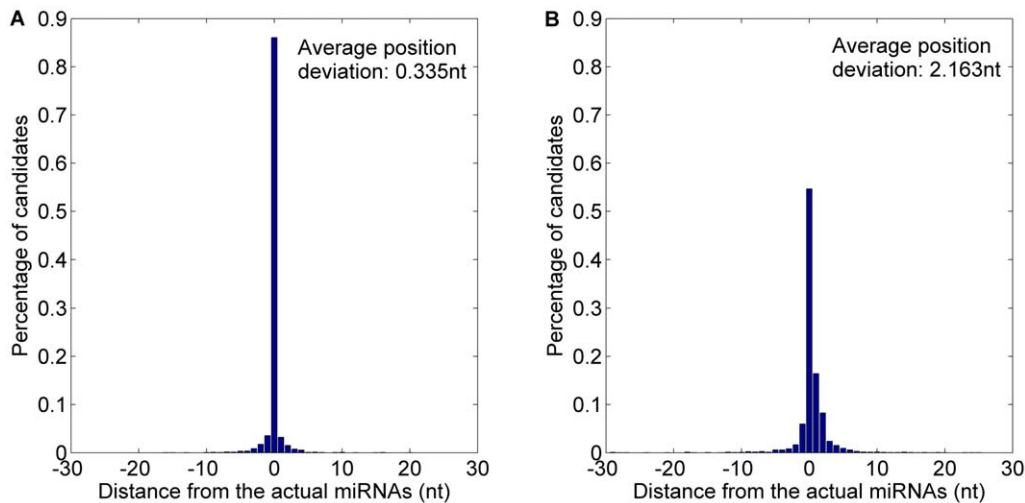 A
0.9
0.8
0.7
0.6
0.5
0.4
0.3
0.2
0.1
0
-30 -20 -10 0 10 20 30
Percentage of candidates
Distance from the actual miRNAs (nt)
Average position
deviation: 0.335nt
B
0.9
0.8
0.7
0.6
0.5
0.4
0.3
0.2
0.1
0
-30 -20 -10 0 10 20 30
Percentage of candidates
Distance from the actual miRNAs (nt)
Average position
deviation: 2.163nt